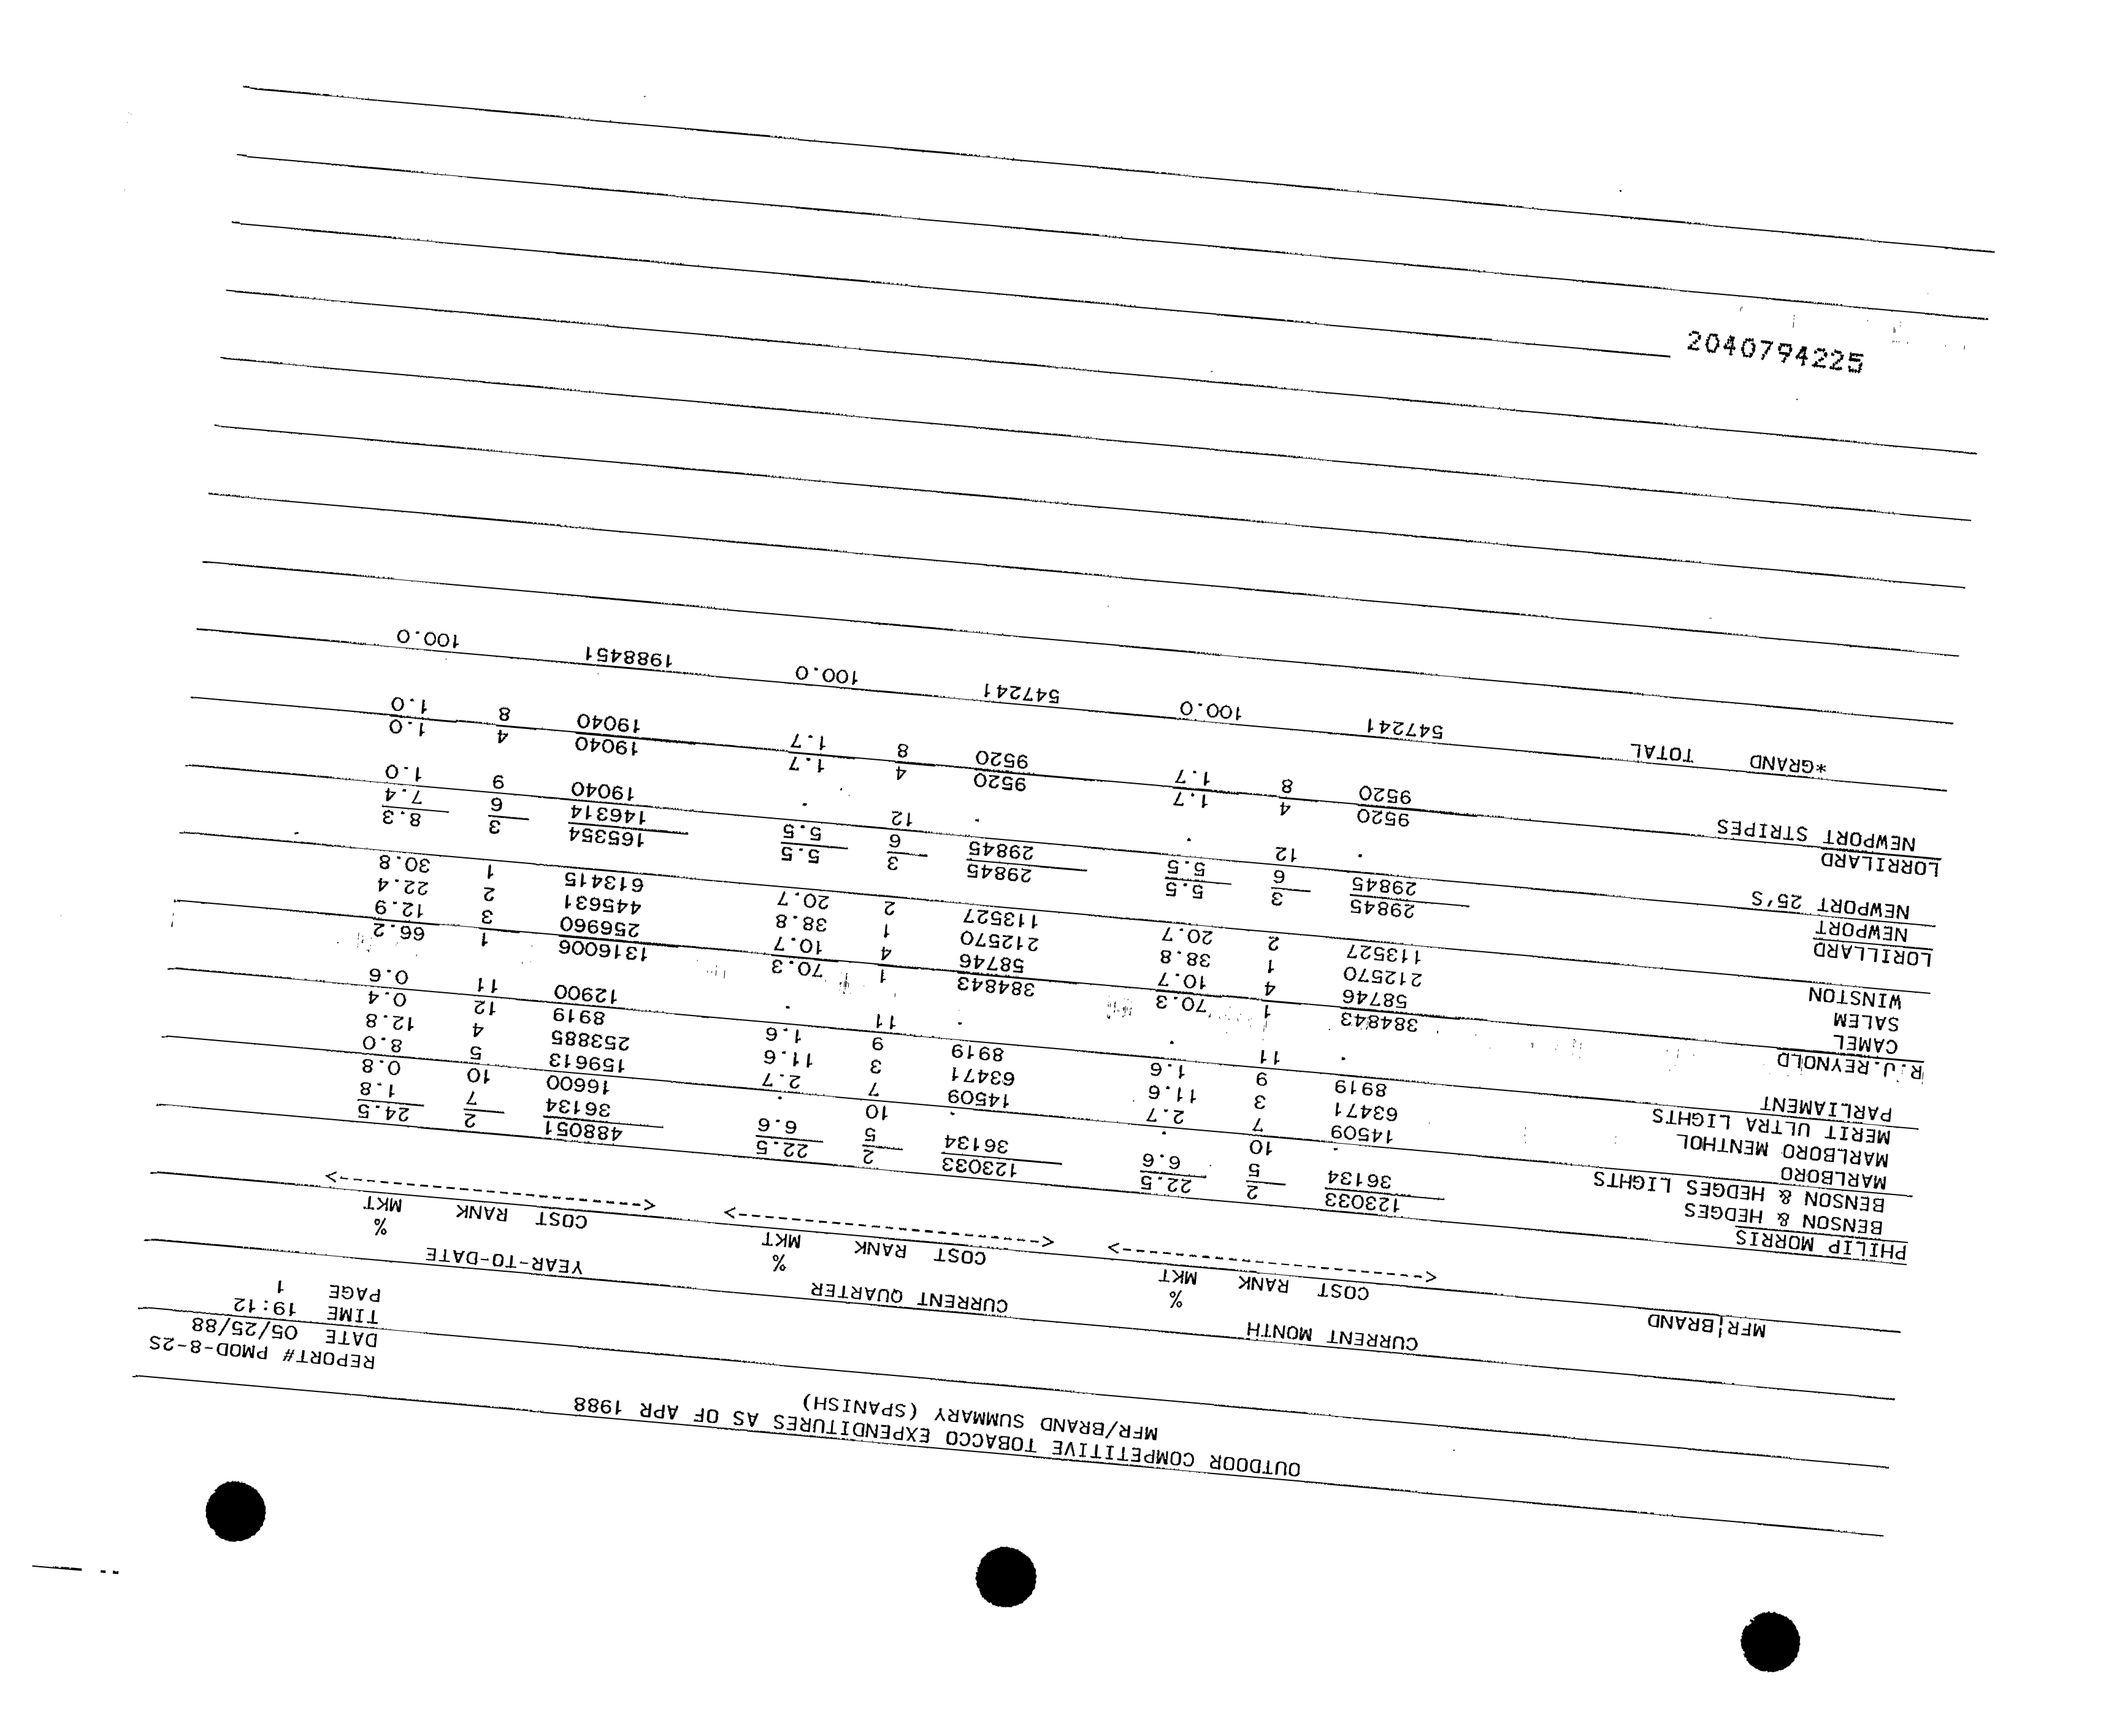 OUTDOOR COMPETITIVE TOBACCO EXPENDITURES AS OF APR 1988
MFR/BRAND SUMMARY (SPANISH)
REPORT# PMOD-8-2S
DATE 05/25/88
TIME 19:12
PAGE 1
MFR|BRAND CURRENT MONTH CURRENT QUARTER YEAR-TO-DATE
% % %
COST RANK MKT COST RANK MKT COST RANK MKT
<-----------------------> <-----------------------> <----------------------->
PHILIP MORRIS 123033 2 22.5 123033 2 22.5 488051 2 24.5
BENSON & HEDGES 36134 5 6.6 36134 5 6.6 36134 7 1.8
BENSON & HEDGES LIGHTS . 10 . . 10 . 16600 10 0.8
MARLBORO 14509 7 2.7 14509 7 2.7 159613 5 8.0
MARLBORO MENTHOL 63471 3 11.6 63471 3 11.6 253885 4 12.8
MERIT ULTRA LIGHTS 8919 9 1.6 8919 9 1.6 8919 12 0.4
PARLIAMENT . 11 . . 11 . 12900 11 0.6
R.J.REYNOLD 384843 1 70.3 384843 1 70.3 1316006 1 66.2
CAMEL 58746 4 10.7 58746 4 10.7 256960 3 12.9
SALEM 212570 1 38.8 212570 1 38.8 445631 2 22.4
WINSTON 113527 2 20.7 113527 2 20.7 613415 1 30.8
LORILLARD 29845 3 5.5 29845 3 5.5 165354 3 8.3
NEWPORT 29845 6 5.5 29845 6 5.5 146314 6 7.4
NEWPORT 25'S . 12 . . 12 . 19040 9 1.0
LORRILARD 9520 4 1.7 9520 4 1.7 19040 4 1.0
NEWPORT STRIPES 9520 8 1.7 9520 8 1.7 19040 8 1.0
*GRAND TOTAL 547241 100.0 547241 100.0 1988451 100.0
2040794225